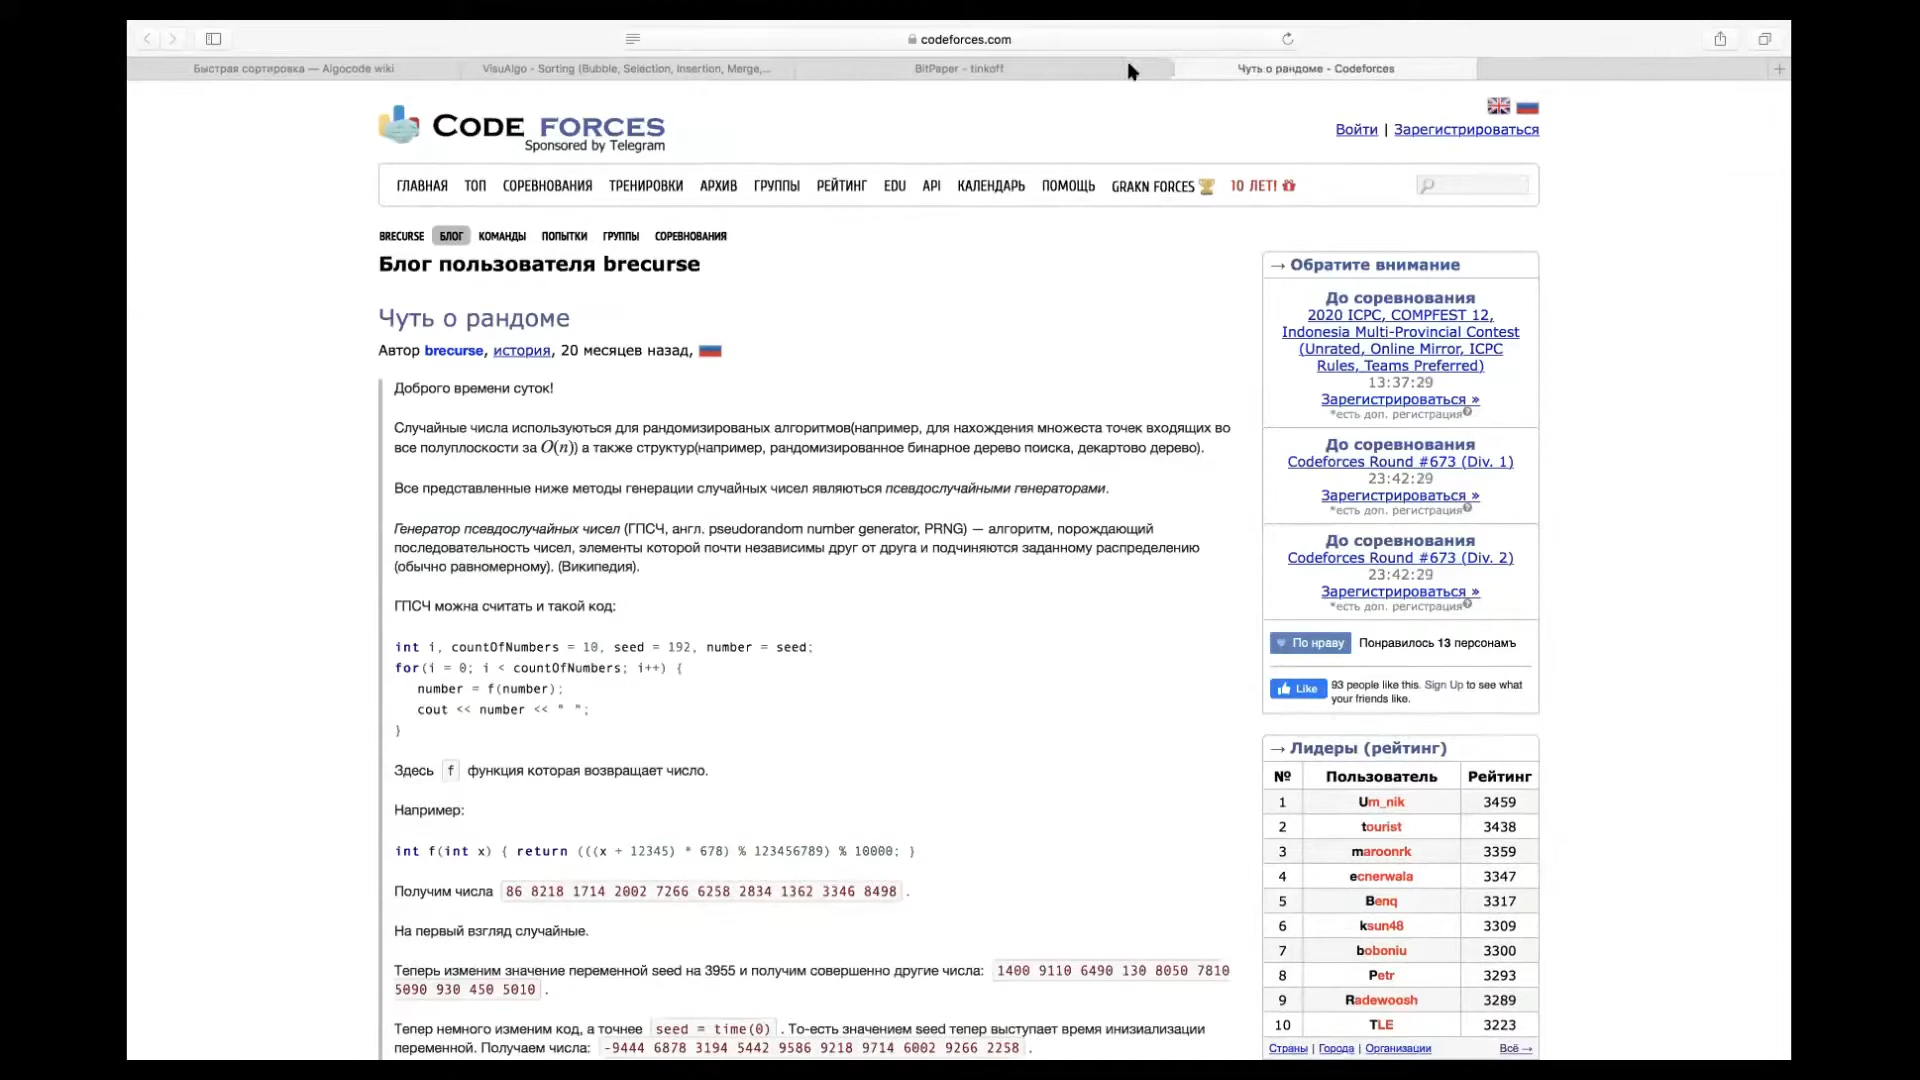 codeforces.com
Быстрая сортировка — Algocode wiki
VisuAlgo - Sorting (Bubble, Selection, Insertion, Merge,...
BitPaper - tinkoff
Чуть о рандоме - Codeforces
CODE FORCES
Sponsored by Telegram
Войти | Зарегистрироваться
ГЛАВНАЯ ТОП СОРЕВНОВАНИЯ ТРЕНИРОВКИ АРХИВ ГРУППЫ РЕЙТИНГ EDU API КАЛЕНДАРЬ ПОМОЩЬ GRAKN FORCES 10 ЛЕТ!
BRECURSE БЛОГ КОМАНДЫ ПОПЫТКИ ГРУППЫ СОРЕВНОВАНИЯ
Блог пользователя brecurse
Чуть о рандоме
Автор brecurse, история, 20 месяцев назад,
Доброго времени суток!
Случайные числа используються для рандомизированых алгоритмов(например, для нахождения множеста точек входящих во
все полуплоскости за O(n)) а также структур(например, рандомизированное бинарное дерево поиска, декартово дерево).
Все представленные ниже методы генерации случайных чисел являются псевдослучайными генераторами.
Генератор псевдослучайных чисел (ГПСЧ, англ. pseudorandom number generator, PRNG) — алгоритм, порождающий
последовательность чисел, элементы которой почти независимы друг от друга и подчиняются заданному распределению
(обычно равномерному). (Википедия).
ГПСЧ можна считать и такой код:
int i, countOfNumbers = 10, seed = 192, number = seed;
for(i = 0; i < countOfNumbers; i++) {
number = f(number);
cout << number << " ";
}
Здесь f функция которая возвращает число.
Например:
int f(int x) { return (((x + 12345) * 678) % 123456789) % 10000; }
Получим числа 86 8218 1714 2002 7266 6258 2834 1362 3346 8498 .
На первый взгляд случайные.
Теперь изменим значение переменной seed на 3955 и получим совершенно другие числа: 1400 9110 6490 130 8050 7810
5090 930 450 5010 .
Тепер немного изменим код, а точнее seed = time(0) . То-есть значением seed тепер выступает время инизиализации
переменной. Получаем числа: -9444 6878 3194 5442 9586 9218 9714 6002 9266 2258 .
→ Обратите внимание
До соревнования
2020 ICPC, COMPFEST 12,
Indonesia Multi-Provincial Contest
(Unrated, Online Mirror, ICPC
Rules, Teams Preferred)
13:37:29
Зарегистрироваться »
*есть доп. регистрация
До соревнования
Codeforces Round #673 (Div. 1)
23:42:29
Зарегистрироваться »
*есть доп. регистрация
До соревнования
Codeforces Round #673 (Div. 2)
23:42:29
Зарегистрироваться »
*есть доп. регистрация
По нраву Понравилось 13 персонамъ
Like 93 people like this. Sign Up to see what
your friends like.
→ Лидеры (рейтинг)
№ Пользователь Рейтинг
1 Um_nik 3459
2 tourist 3438
3 maroonrk 3359
4 ecnerwala 3347
5 Benq 3317
6 ksun48 3309
7 boboniu 3300
8 Petr 3293
9 Radewoosh 3289
10 TLE 3223
Страны | Города | Организации Всё →